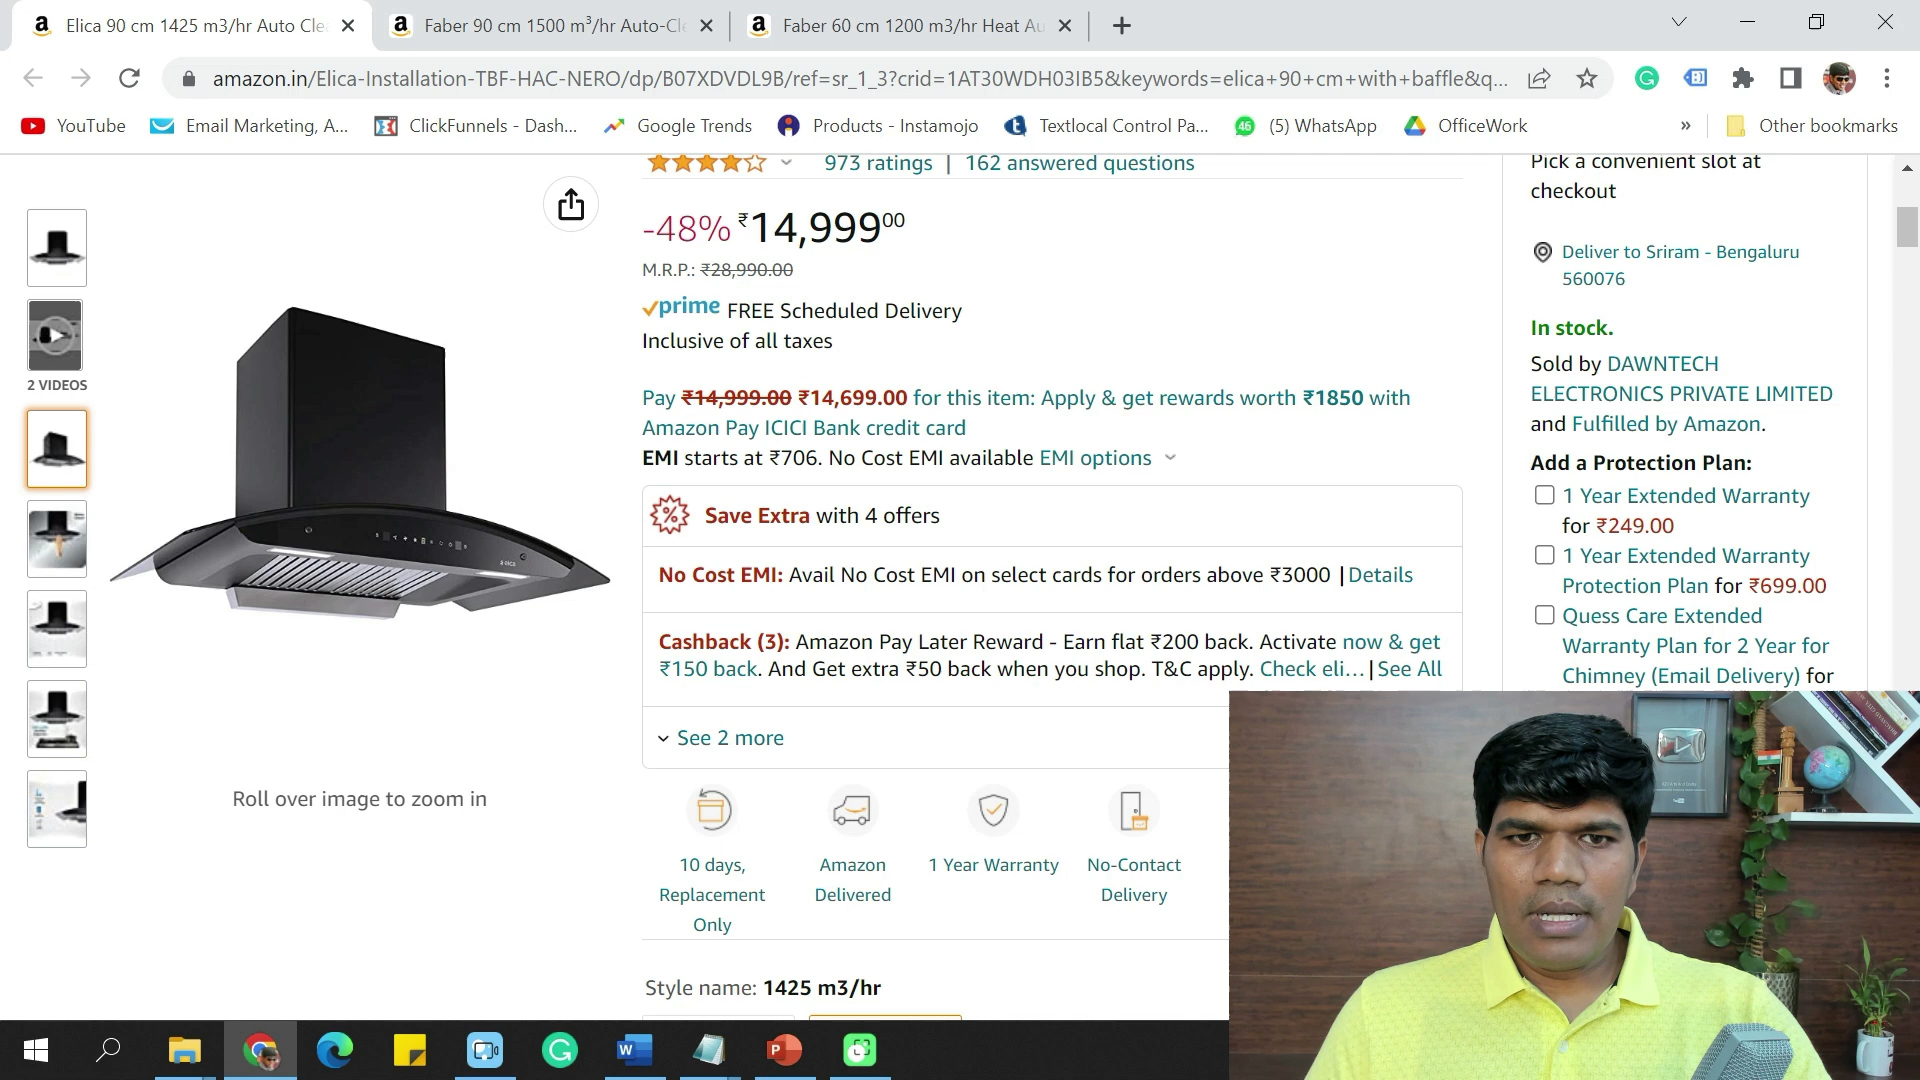 Elica 90 cm 1425 m3/hr Auto Cle
Faber 90 cm 1500 m³/hr Auto-Cle
Faber 60 cm 1200 m3/hr Heat Au
amazon.in/Elica-Installation-TBF-HAC-NERO/dp/B07XDVDL9B/ref=sr_1_3?crid=1AT30WDH03IB5&keywords=elica+90+cm+with+baffle&q...
YouTube
Email Marketing, A...
ClickFunnels - Dash...
Google Trends
Products - Instamojo
Textlocal Control Pa...
46
(5) WhatsApp
OfficeWork
»
Other bookmarks
973 ratings | 162 answered questions
-48% ₹14,99900
M.R.P.: ₹28,990.00
prime FREE Scheduled Delivery
Inclusive of all taxes
Pay ₹14,999.00 ₹14,699.00 for this item: Apply & get rewards worth ₹1850 with
Amazon Pay ICICI Bank credit card
EMI starts at ₹706. No Cost EMI available EMI options
Save Extra with 4 offers
No Cost EMI: Avail No Cost EMI on select cards for orders above ₹3000 | Details
Cashback (3): Amazon Pay Later Reward - Earn flat ₹200 back. Activate now & get
₹150 back. And Get extra ₹50 back when you shop. T&C apply. Check eli... | See All
See 2 more
10 days,
Replacement
Only
Amazon
Delivered
1 Year Warranty
No-Contact
Delivery
Style name: 1425 m3/hr
2 VIDEOS
Roll over image to zoom in
Pick a convenient slot at
checkout
Deliver to Sriram - Bengaluru
560076
In stock.
Sold by DAWNTECH
ELECTRONICS PRIVATE LIMITED
and Fulfilled by Amazon.
Add a Protection Plan:
1 Year Extended Warranty
for ₹249.00
1 Year Extended Warranty
Protection Plan for ₹699.00
Quess Care Extended
Warranty Plan for 2 Year for
Chimney (Email Delivery) for